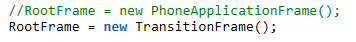 //RootFrame = new PhoneApplicationFrame();
RootFrame = new TransitionFrame();